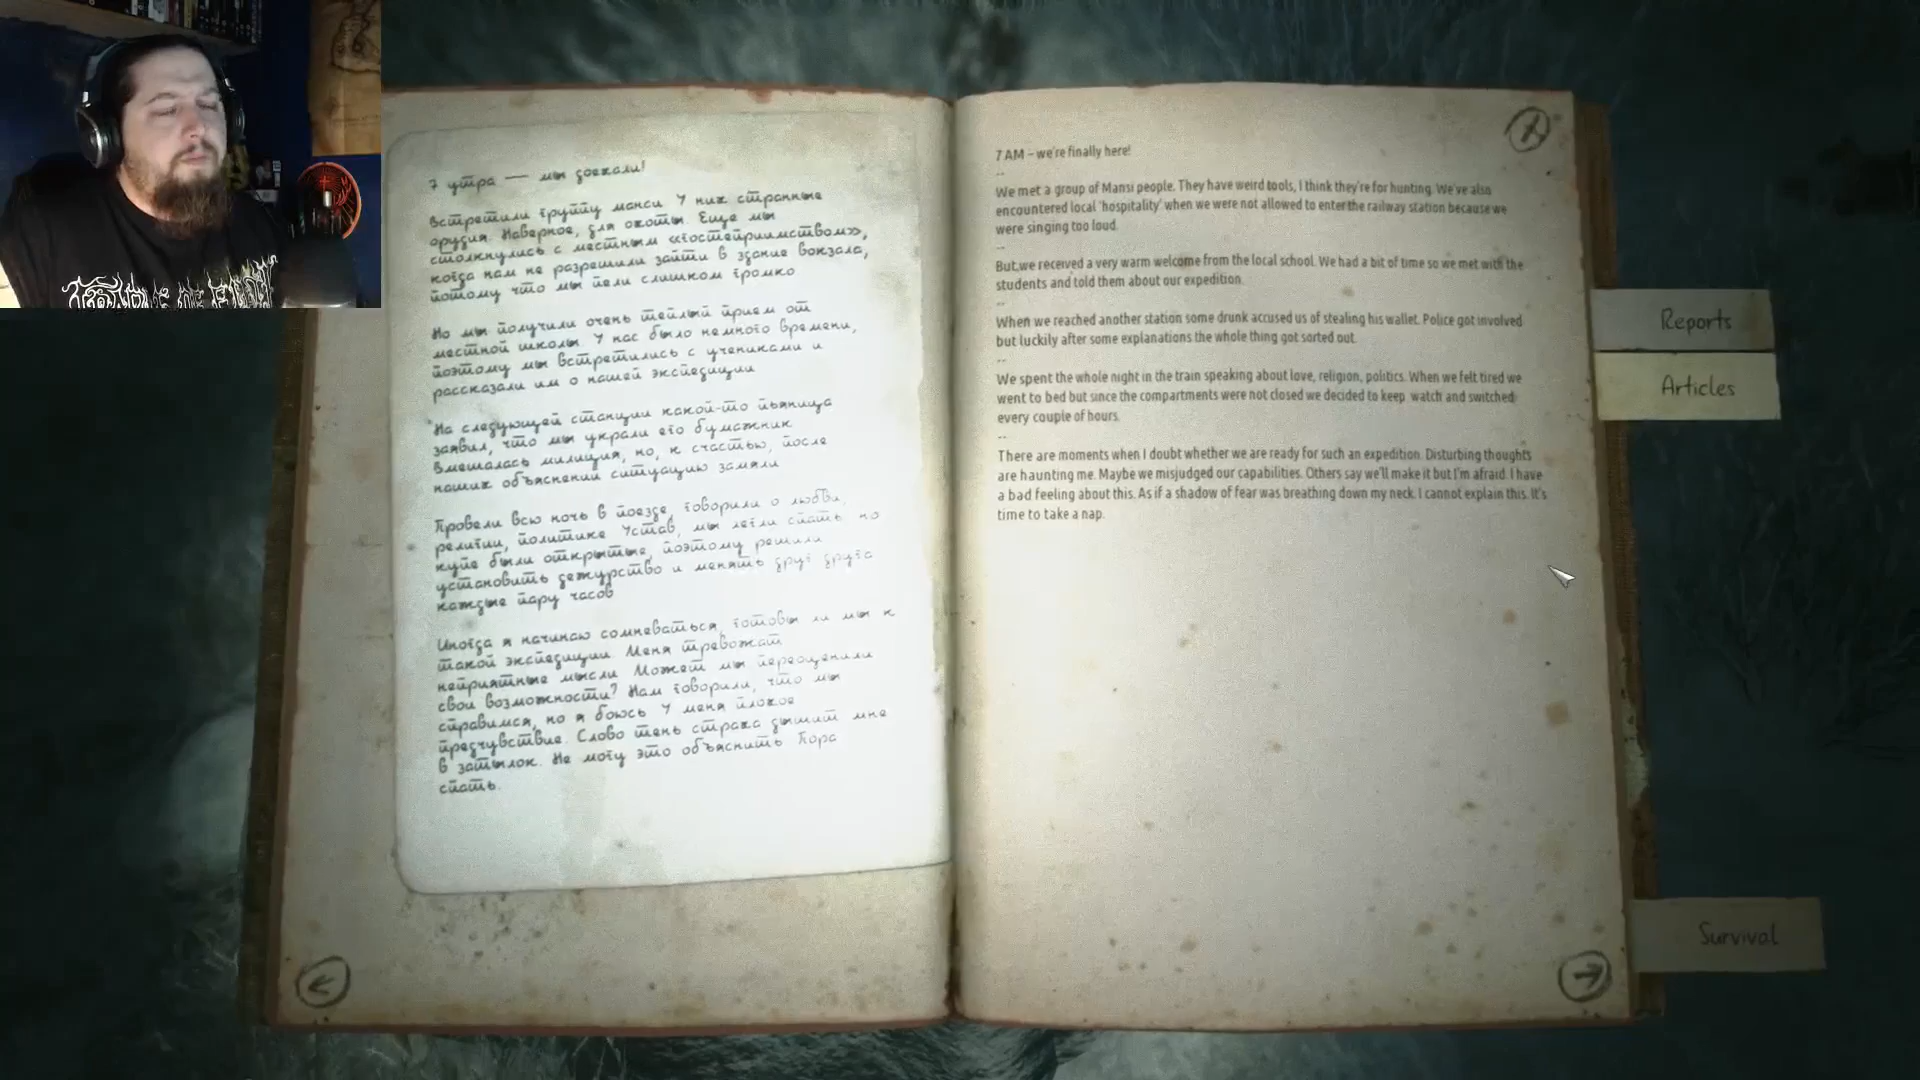 7 утра — мы доехали!
Встретили группу манси У них странные
орудия. Наверное, для охоты. Еще мы
столкнулись с местным «гостеприимством»,
когда нам не разрешили зайти в здание вокзала,
потому что мы пели слишком громко
Но мы получили очень теплый прием от
местной школы. У нас было немного времени,
поэтому мы встретились с учениками и
рассказали им о нашей экспедиции
На следующей станции какой-то пьяница
заявил, что мы украли его бумажник
Вмешалась милиция, но, к счастью, после
наших объяснений ситуацию замяли
Провели всю ночь в поезде, говорили о любви,
религии, политике Устав, мы легли спать но
купе были открытые, поэтому решили
установить дежурство и менять друг друга
каждые пару часов
Иногда я начинаю сомневаться, готовы ли мы к
такой экспедиции Меня тревожат
неприятные мысли Может мы переоценили
свои возможности? Нам говорили, что мы
справимся, но я боюсь У меня плохое
предчувствие. Слово тень страха дышит мне
в затылок. Не могу это объяснить Пора
спать.
7 AM – we're finally here!
--
We met a group of Mansi people. They have weird tools, I think they're for hunting. We've also
encountered local 'hospitality' when we were not allowed to enter the railway station because we
were singing too loud.
--
But we received a very warm welcome from the local school. We had a bit of time so we met with the
students and told them about our expedition.
--
When we reached another station some drunk accused us of stealing his wallet. Police got involved
but luckily after some explanations the whole thing got sorted out.
--
We spent the whole night in the train speaking about love, religion, politics. When we felt tired we
went to bed but since the compartments were not closed we decided to keep watch and switched
every couple of hours.
--
There are moments when I doubt whether we are ready for such an expedition. Disturbing thoughts
are haunting me. Maybe we misjudged our capabilities. Others say we'll make it but I'm afraid. I have
a bad feeling about this. As if a shadow of fear was breathing down my neck. I cannot explain this. It's
time to take a nap.
Reports
Articles
Survival